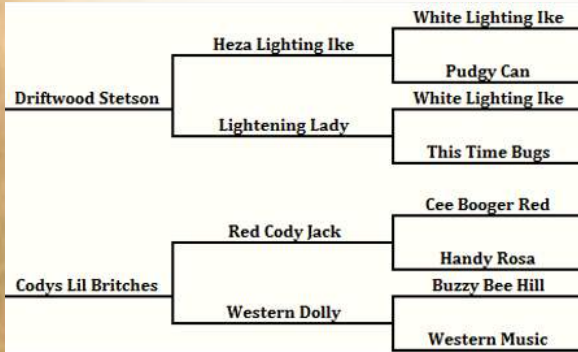 White Lighting Ike
Heza Lighting Ike
Pudgy Can
Driftwood Stetson
White Lighting Ike
Lightening Lady
This Time Bugs
Cee Booger Red
Red Cody Jack
Handy Rosa
Codys Lil Britches
Buzzy Bee Hill
Western Dolly
Western Music